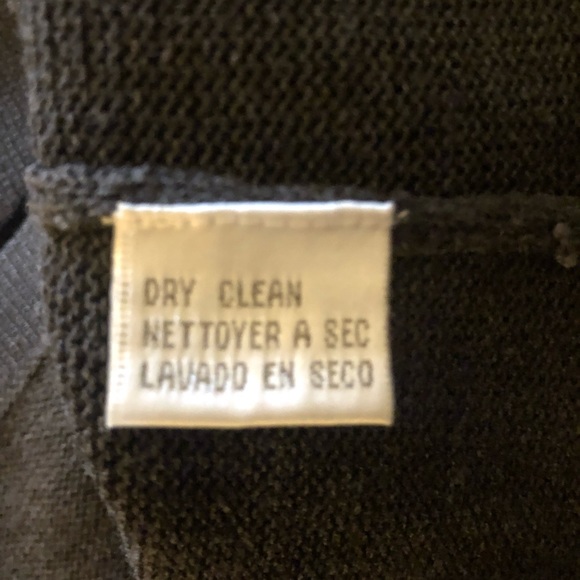 DRY CLEAN
NETTOYER A SEC
LAVADO EN SECO